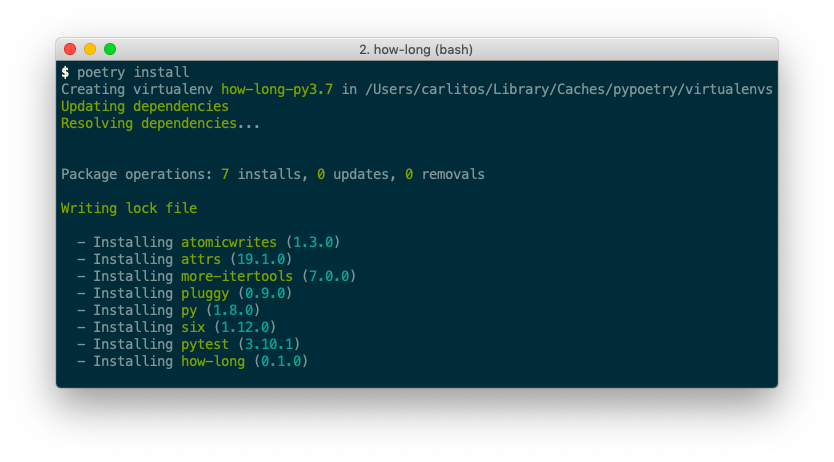 2. how-long (bash)
$ poetry install
Creating virtualenv how-long-py3.7 in /Users/carlitos/Library/Caches/pypoetry/virtualenvs
Updating dependencies
Resolving dependencies...
Package operations: 7 installs, 0 updates, 0 removals
Writing lock file
– Installing atomicwrites (1.3.0)
– Installing attrs (19.1.0)
– Installing more-itertools (7.0.0)
– Installing pluggy (0.9.0)
– Installing py (1.8.0)
– Installing six (1.12.0)
– Installing pytest (3.10.1)
– Installing how-long (0.1.0)